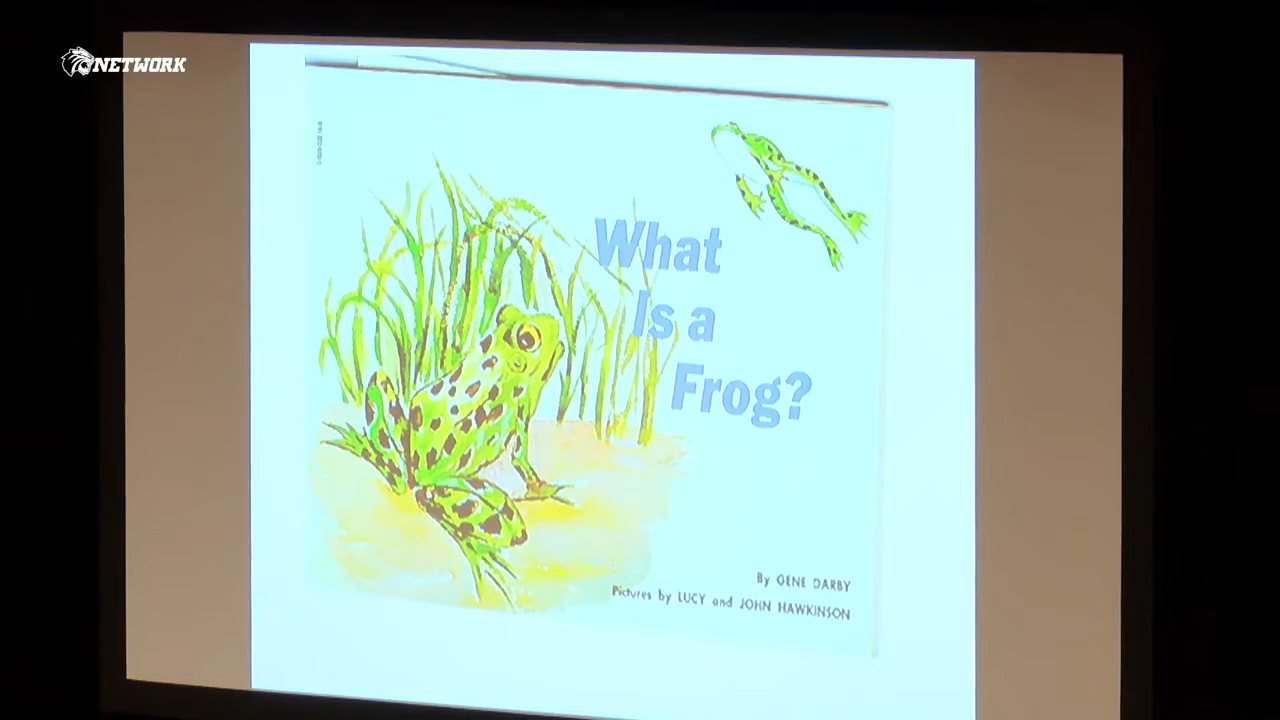 NETWORK
What
Is a
Frog?
By GENE DARBY
Pictures by LUCY and JOHN HAWKINSON